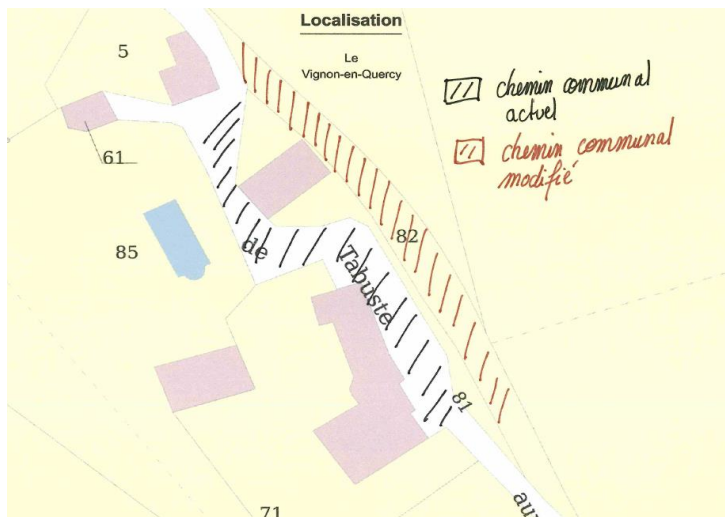 Localisation
Le
Vignon-en-Quercy
chemin communal
actuel
chemin communal
modifié
5
61
85
82
de
Tabuste
81
71
aux